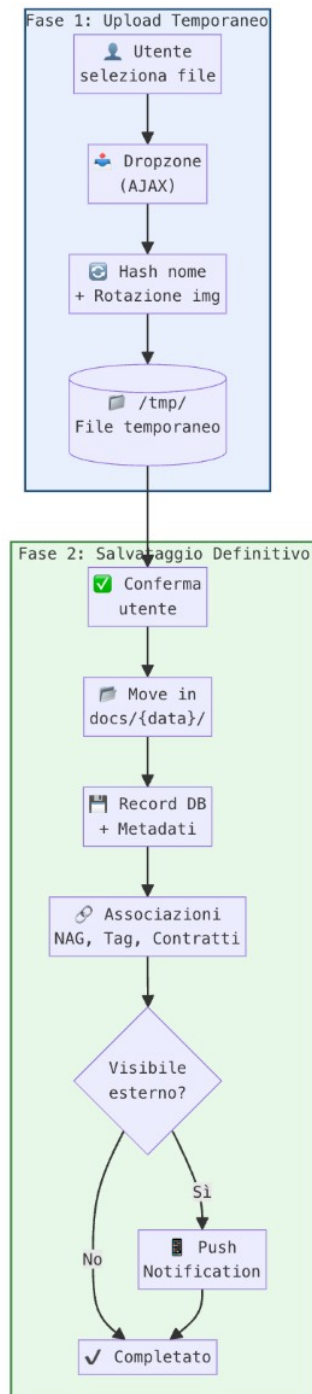 Fase 1: Upload Temporaneo
👤 Utente
seleziona file
📥 Dropzone
(AJAX)
🔄 Hash nome
+ Rotazione img
📁 /tmp/
File temporaneo
Fase 2: Salvataggio Definitivo
✅ Conferma
utente
📂 Move in
docs/{data}/
💾 Record DB
+ Metadati
🔗 Associazioni
NAG, Tag, Contratti
Visibile
esterno?
Sì
No
📱 Push
Notification
✔ Completato